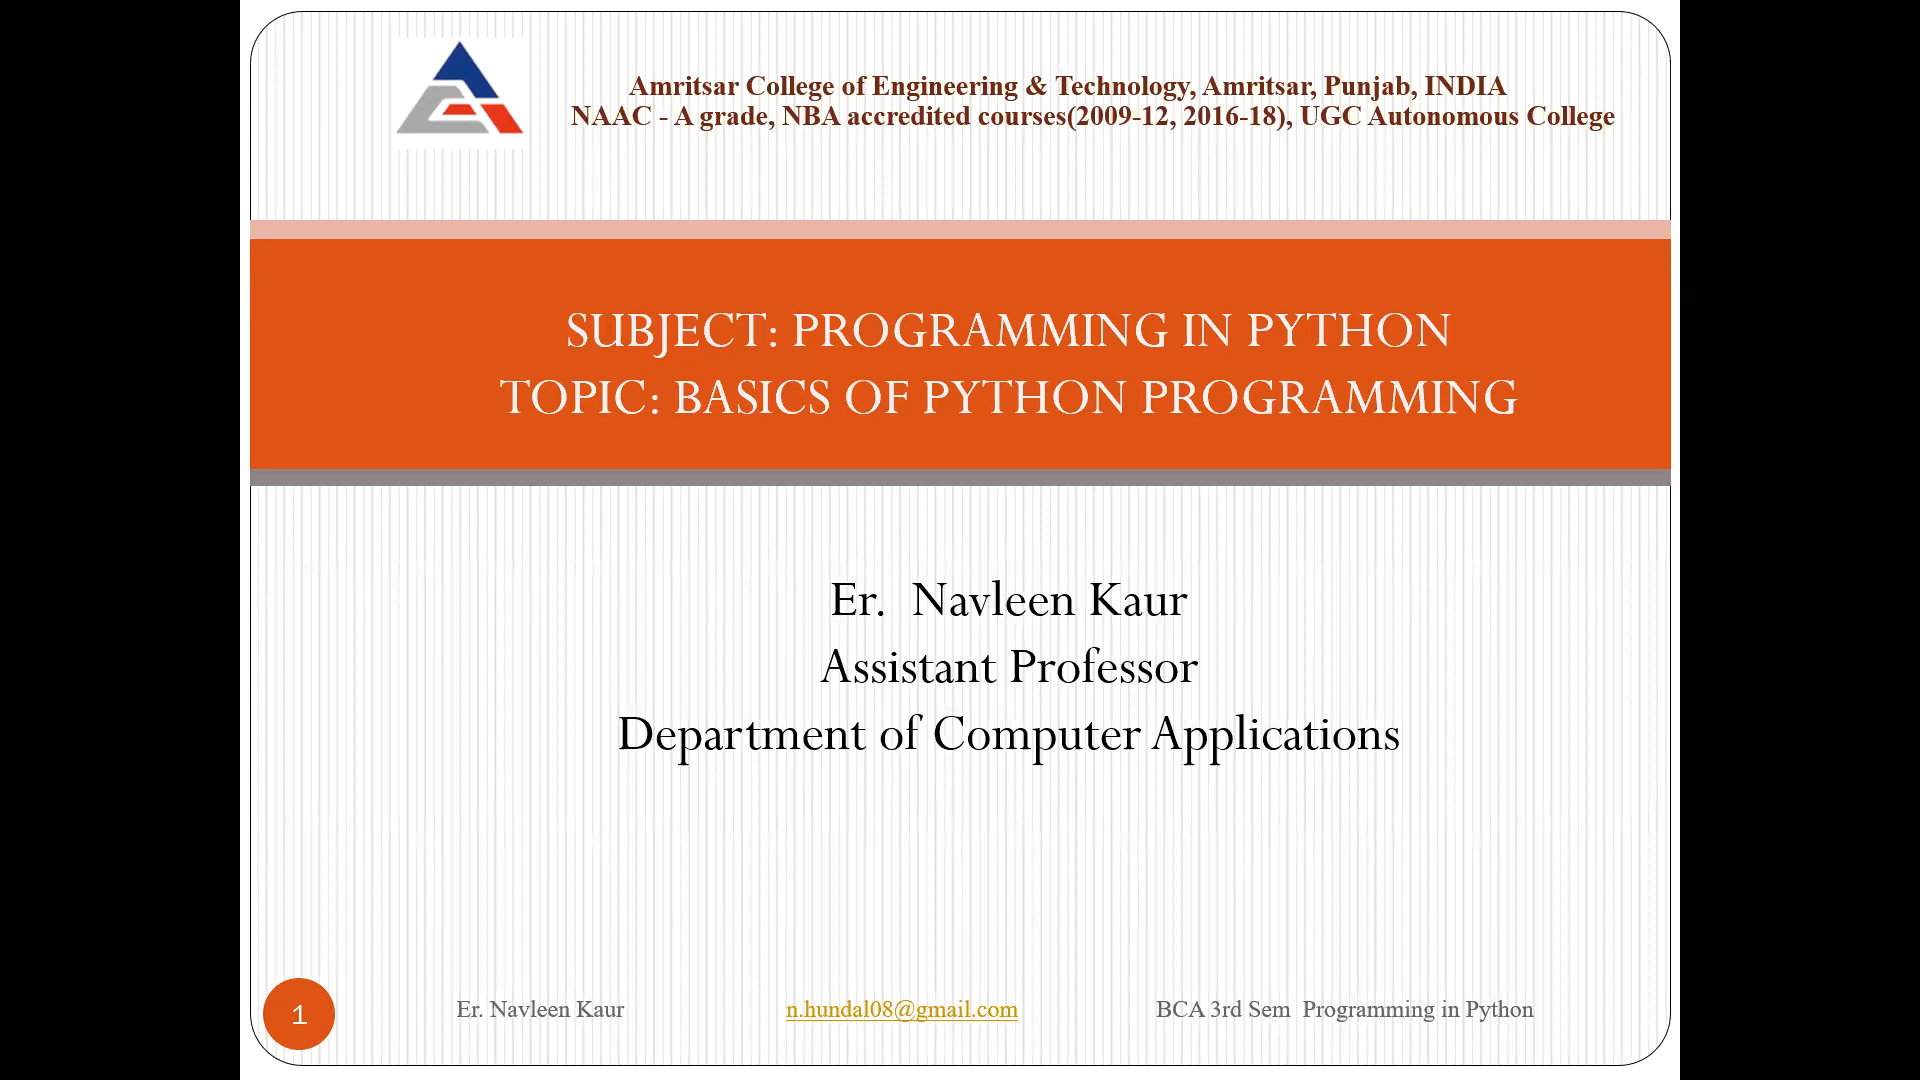 Amritsar College of Engineering & Technology, Amritsar, Punjab, INDIA
NAAC - A grade, NBA accredited courses(2009-12, 2016-18), UGC Autonomous College
SUBJECT: PROGRAMMING IN PYTHON
TOPIC: BASICS OF PYTHON PROGRAMMING
Er. Navleen Kaur
Assistant Professor
Department of Computer Applications
1 Er. Navleen Kaur n.hundal08@gmail.com BCA 3rd Sem Programming in Python